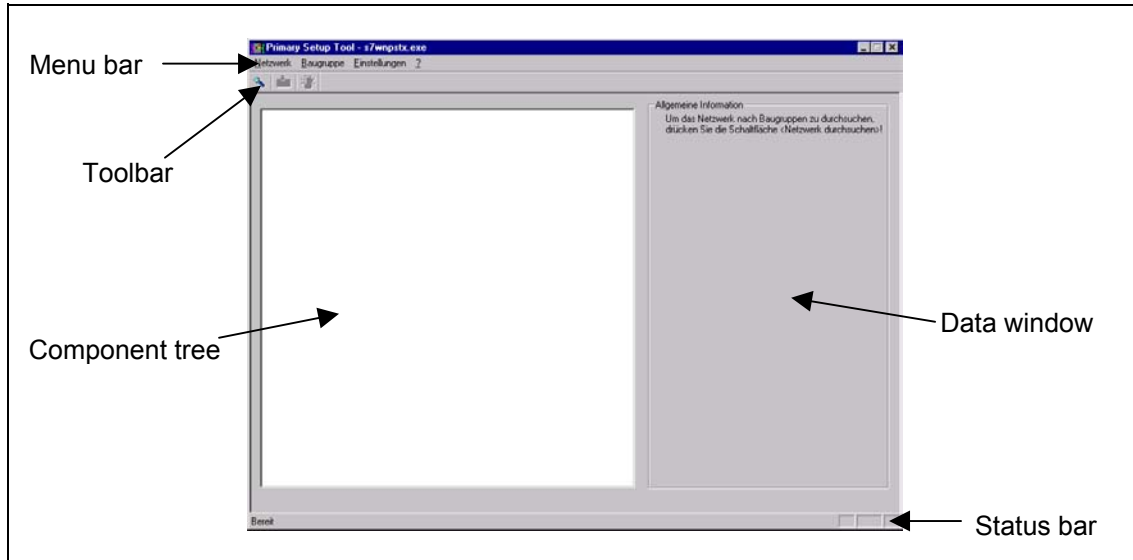 Primary Setup Tool - s7wnpstx.exe
Menu bar
Netzwerk Baugruppe Einstellungen ?
Toolbar
Allgemeine Information
Um das Netzwerk nach Baugruppen zu durchsuchen,
drücken Sie die Schaltfläche <Netzwerk durchsuchen>!
Component tree
Data window
Bereit
Status bar